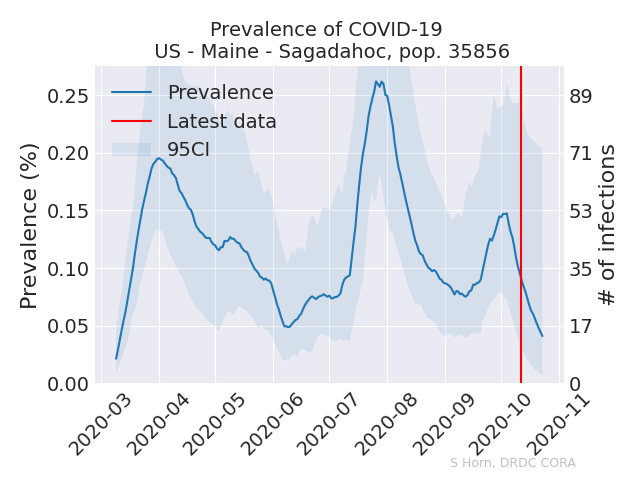 Prevalence of COVID-19
US - Maine - Sagadahoc, pop. 35856
Prevalence (%)
0.25
0.20
0.15
0.10
0.05
0.00
Prevalence
Latest data
95CI
89
71
53
35
17
0
# of infections
2020-03
2020-04
2020-05
2020-06
2020-07
2020-08
2020-09
2020-10
2020-11
S Horn, DRDC CORA